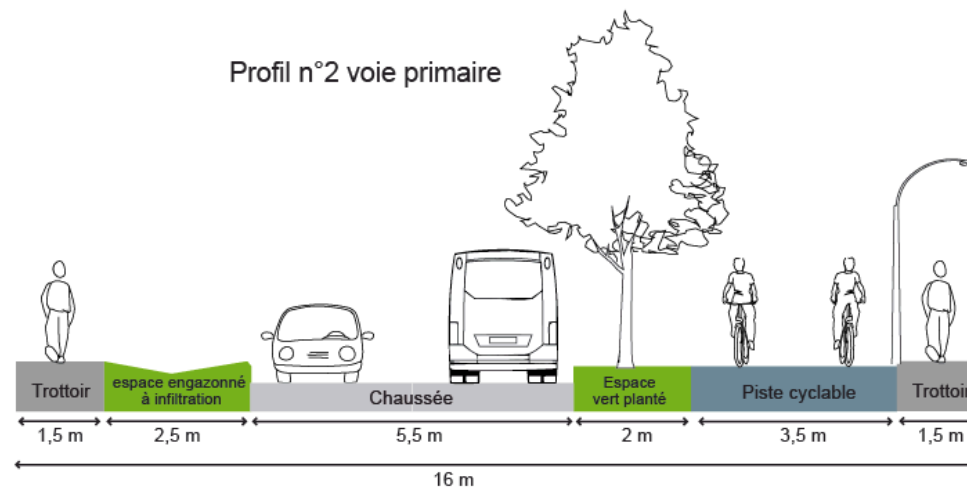 Profil n°2 voie primaire
Trottoir
espace engazonné
à infiltration
Chaussée
Espace
vert planté
Piste cyclable
Trottoir
1,5 m
2,5 m
5,5 m
2 m
3,5 m
1,5 m
16 m